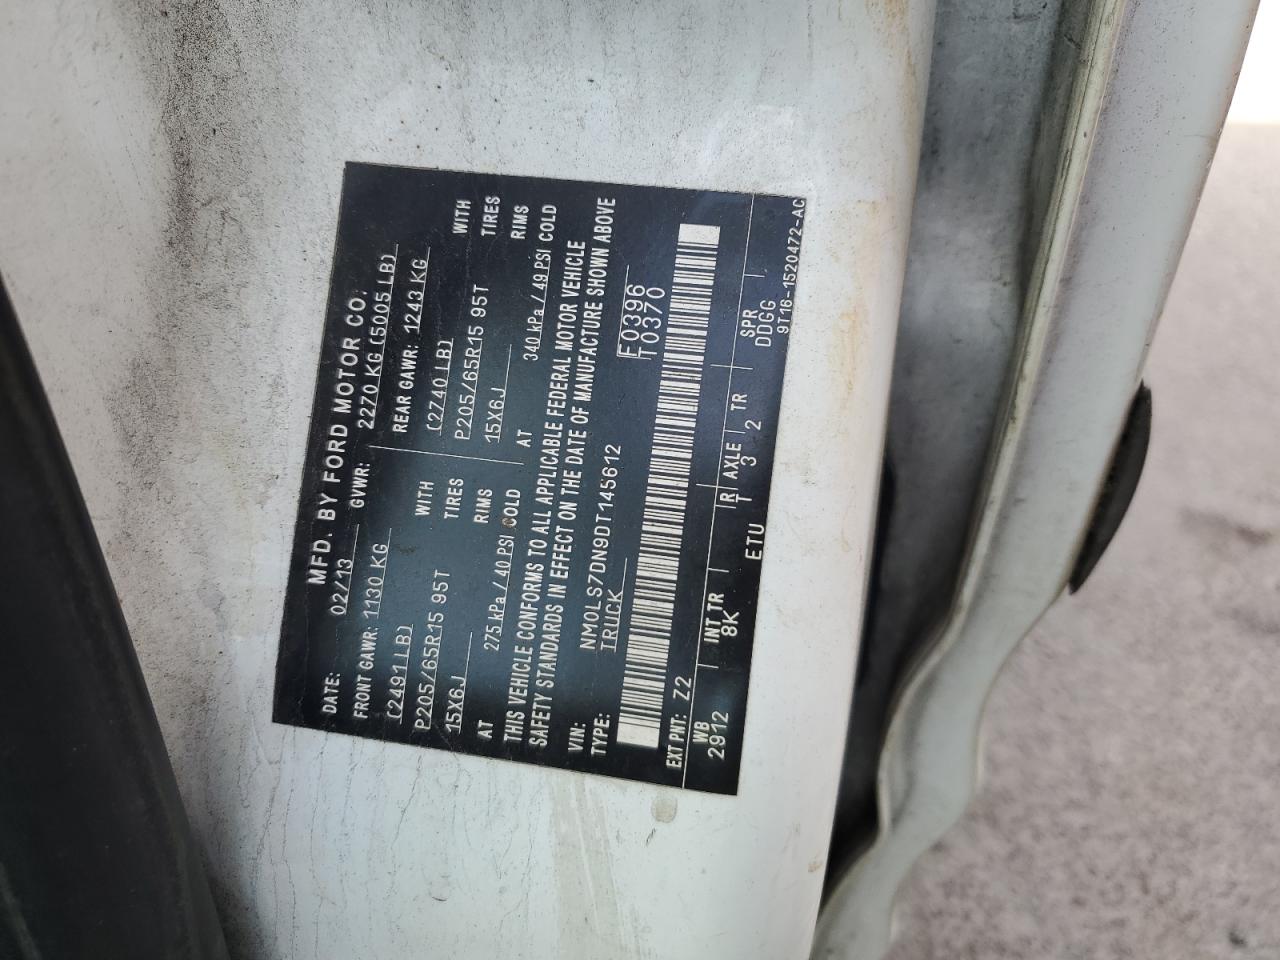 MFD. BY FORD MOTOR CO.
DATE: 02/13 GVWR: 2270 KG (5005 LB)
FRONT GAWR: 1130 KG REAR GAWR: 1243 KG
(2491 LB) WITH (2740 LB) WITH
P205/65R15 95T TIRES P205/65R15 95T TIRES
15X6J RIMS 15X6J RIMS
AT 275 kPa / 40 PSI COLD AT 340 kPa / 49 PSI COLD
THIS VEHICLE CONFORMS TO ALL APPLICABLE FEDERAL MOTOR VEHICLE
SAFETY STANDARDS IN EFFECT ON THE DATE OF MANUFACTURE SHOWN ABOVE
VIN: NM0LS7DN9DT145612 F0396
TYPE: TRUCK T0370
EXT PNT: Z2
WB INT TR R AXLE TR SPR
2912 8K T 3 2 DDGG
ETU 9T16-1520472-AC